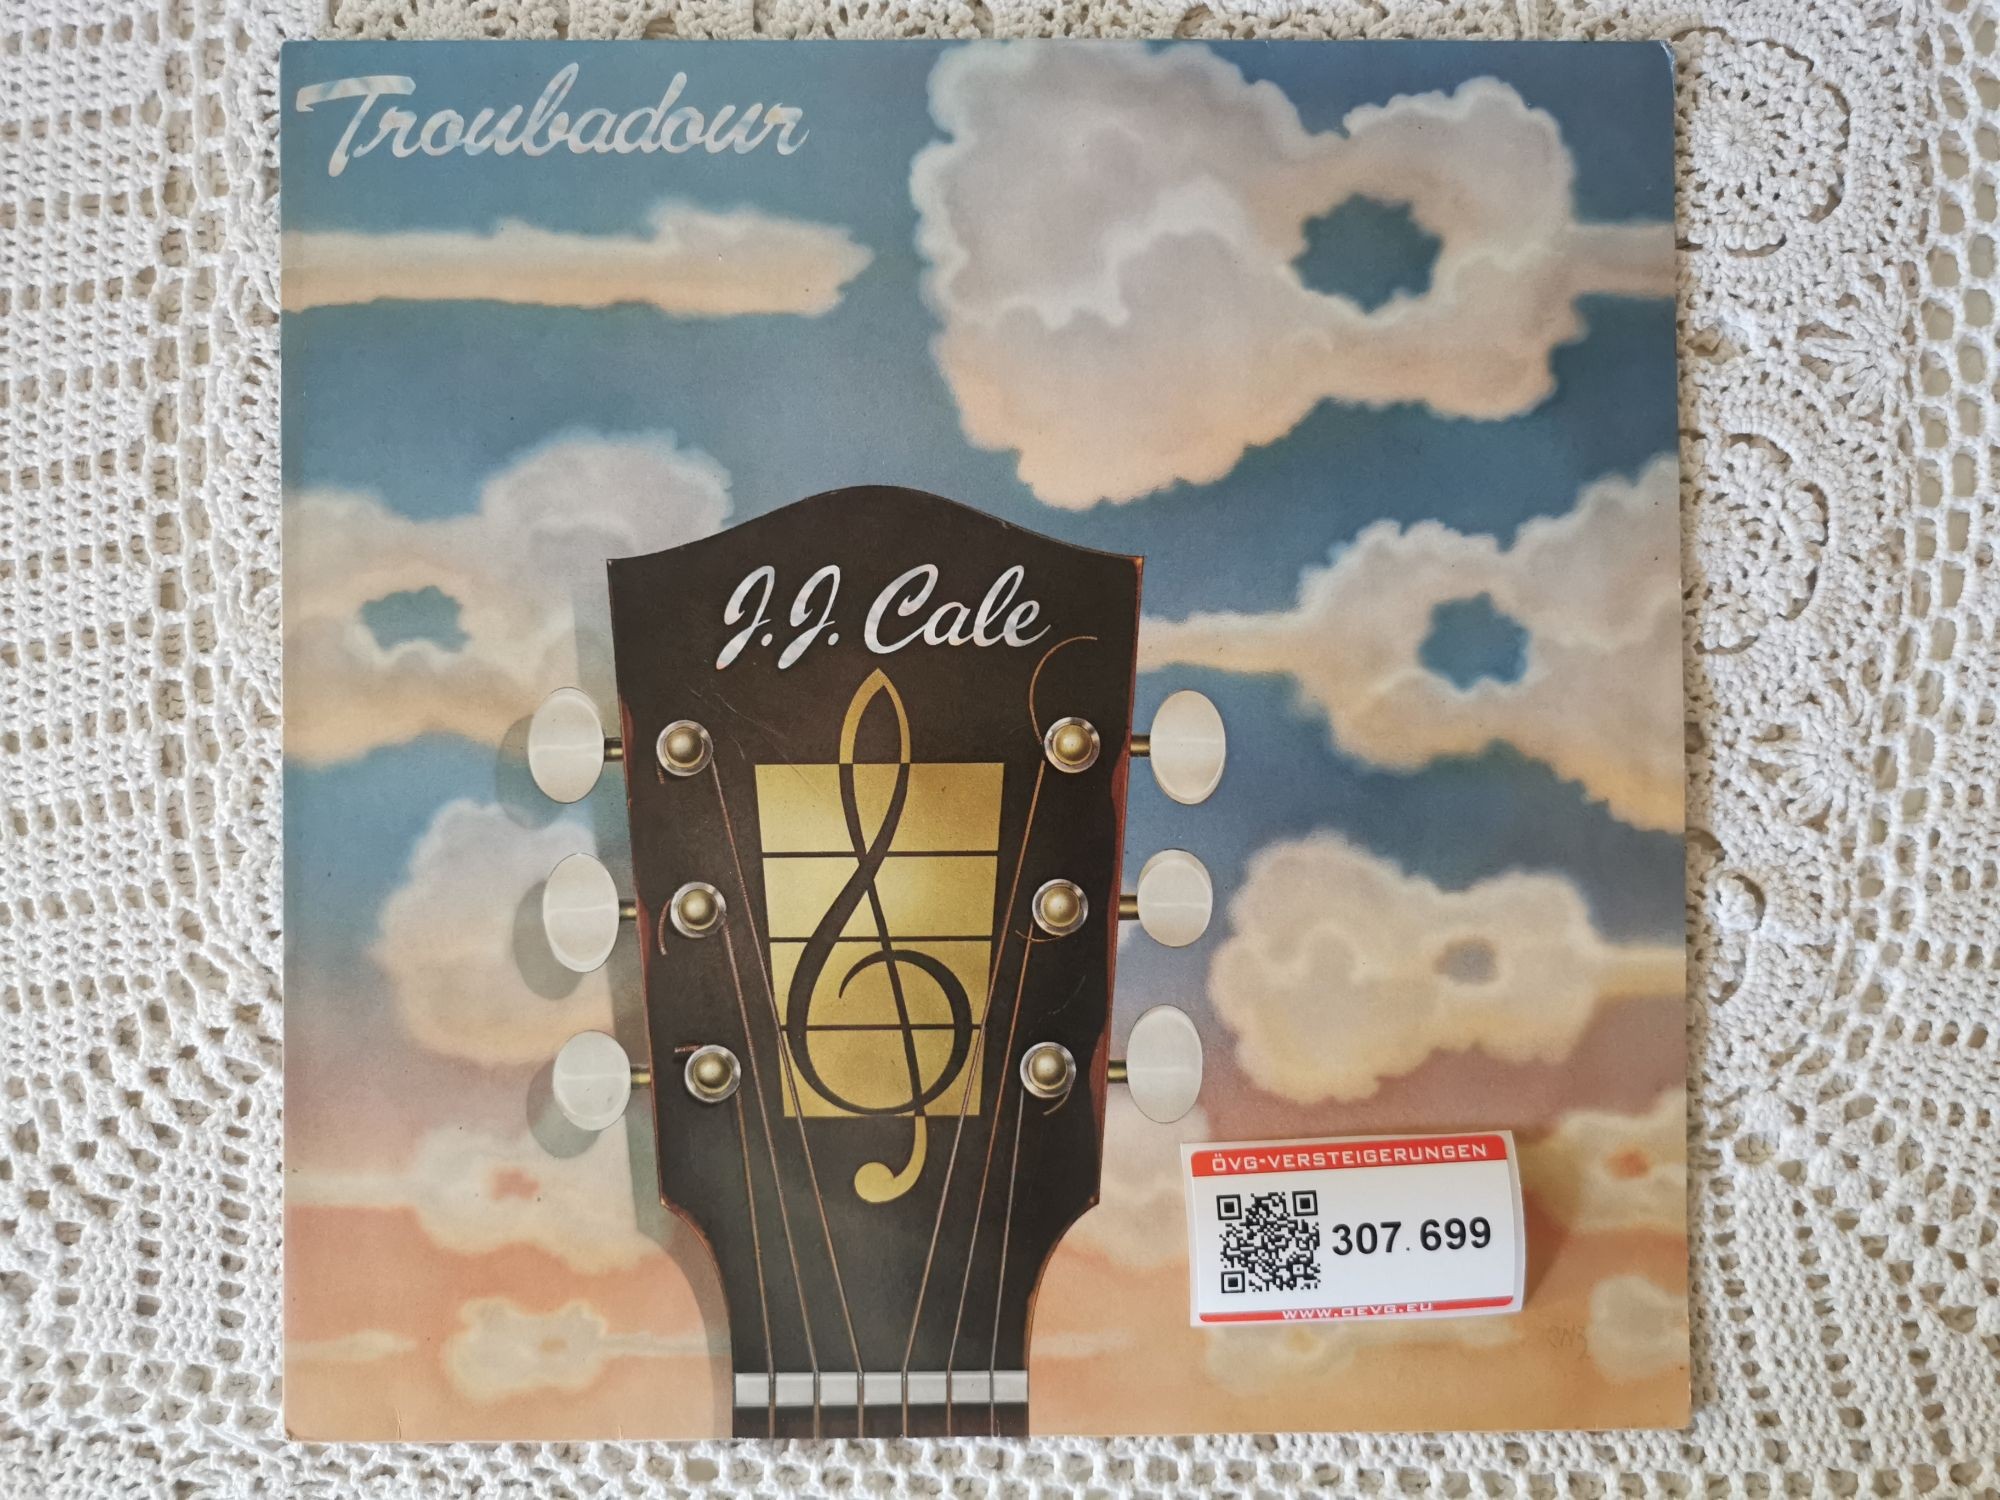 Troubadour
J.J. Cale
ÖVG-VERSTEIGERUNGEN
307.699
WWW.OEVG.EU